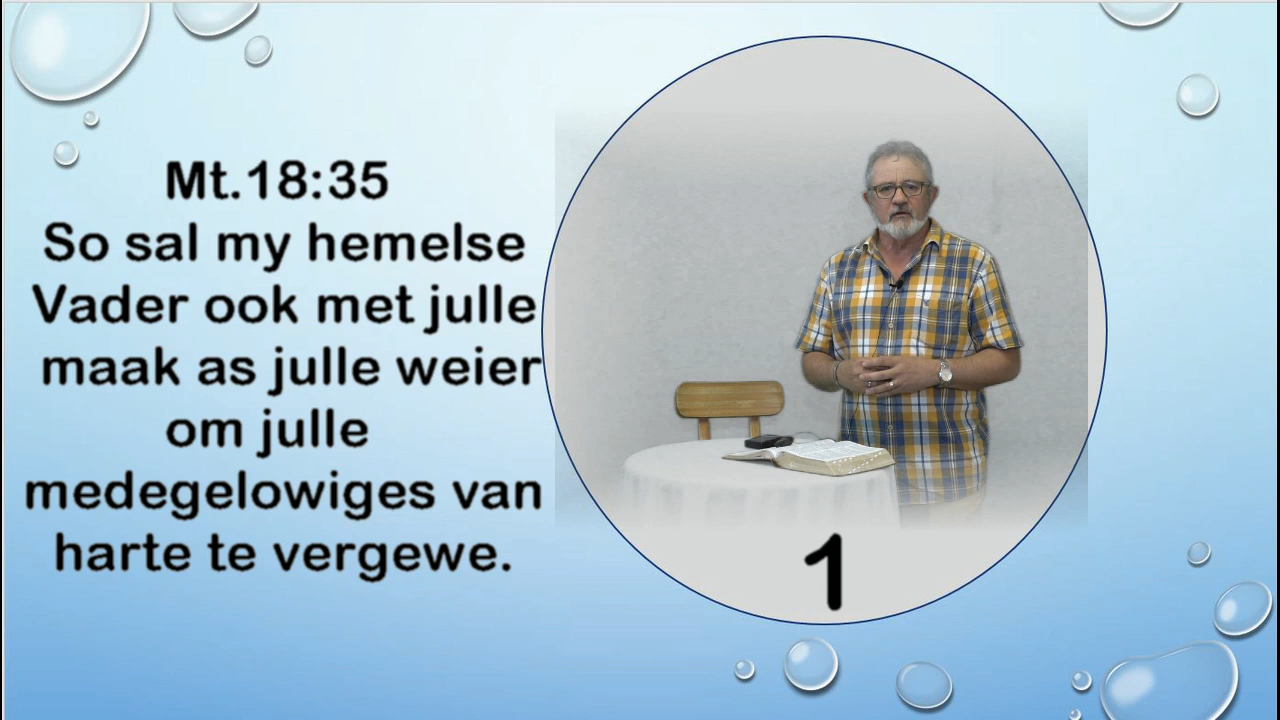 Mt.18:35
So sal my hemelse
Vader ook met julle
maak as julle weier
om julle
medegelowiges van
harte te vergewe.
1